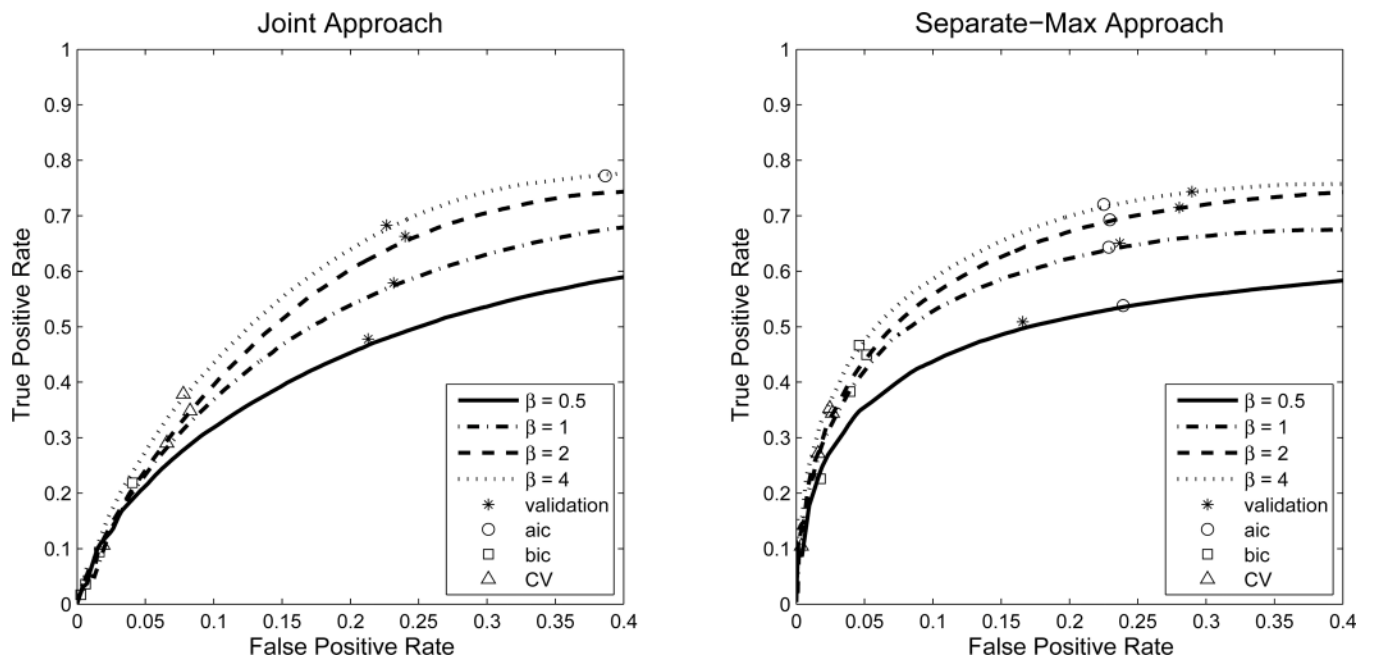 Joint Approach
True Positive Rate
1
0.9
0.8
0.7
0.6
0.5
0.4
0.3
0.2
0.1
0
0 0.05 0.1 0.15 0.2 0.25 0.3 0.35 0.4
False Positive Rate
β = 0.5
β = 1
β = 2
β = 4
validation
aic
bic
CV
Separate−Max Approach
True Positive Rate
1
0.9
0.8
0.7
0.6
0.5
0.4
0.3
0.2
0.1
0
0 0.05 0.1 0.15 0.2 0.25 0.3 0.35 0.4
False Positive Rate
β = 0.5
β = 1
β = 2
β = 4
validation
aic
bic
CV